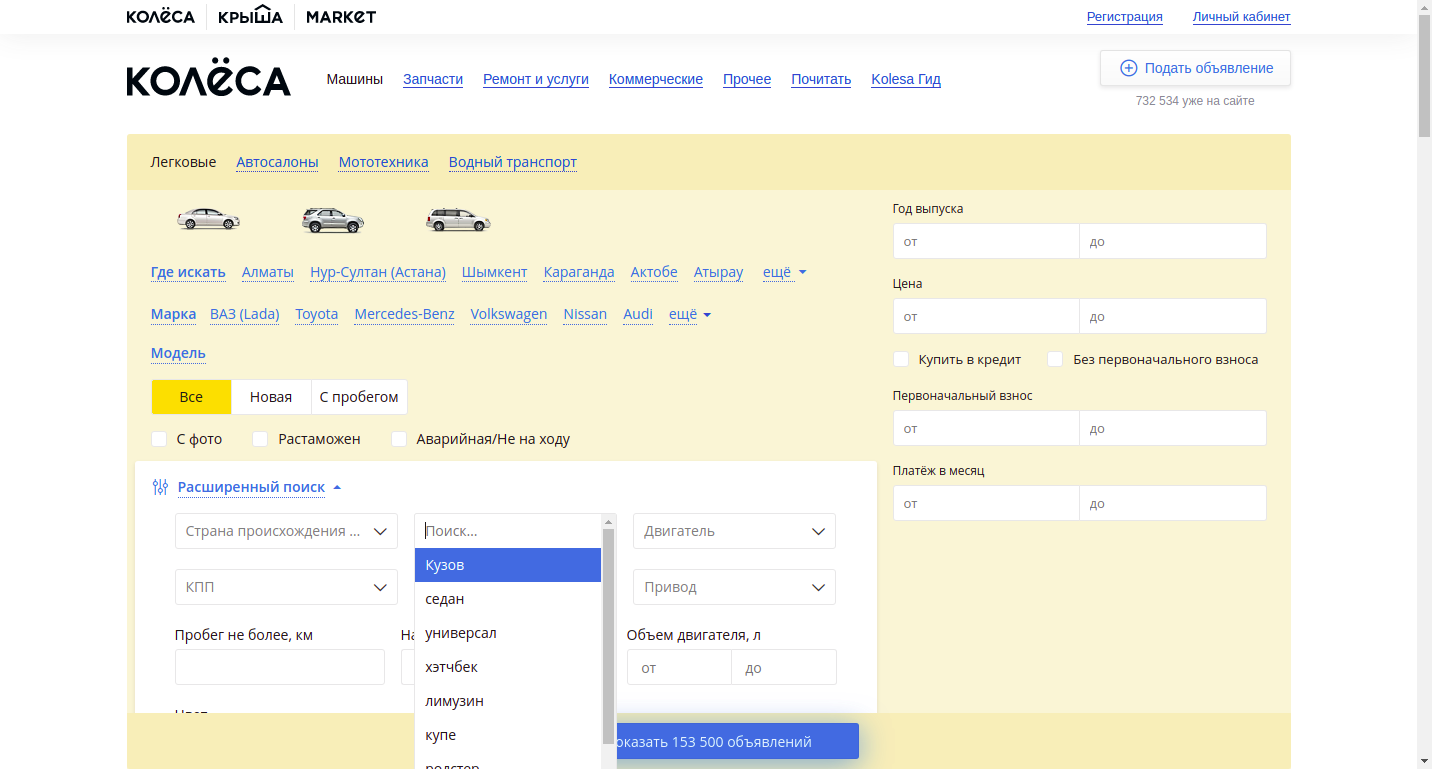 КОЛЁСА КРЫША MARKET Регистрация Личный кабинет
КОЛЁСА Машины Запчасти Ремонт и услуги Коммерческие Прочее Почитать Kolesa Гид
Подать объявление
732 534 уже на сайте
Легковые Автосалоны Мототехника Водный транспорт
Где искать Алматы Нур-Султан (Астана) Шымкент Караганда Актобе Атырау ещё
Марка ВАЗ (Lada) Toyota Mercedes-Benz Volkswagen Nissan Audi ещё
Модель
Все Новая С пробегом
С фото Растаможен Аварийная/Не на ходу
Расширенный поиск
Страна происхождения ... Поиск... Двигатель
Кузов
КПП Привод
седан
универсал
хэтчбек
лимузин
купе
родстер
Пробег не более, км На Объем двигателя, л
от до
Цвет
оказать 153 500 объявлений
Год выпуска
от до
Цена
от до
Купить в кредит Без первоначального взноса
Первоначальный взнос
от до
Платёж в месяц
от до